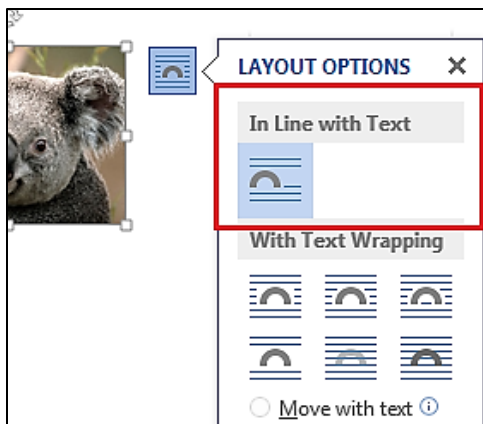 LAYOUT OPTIONS
In Line with Text
With Text Wrapping
Move with text